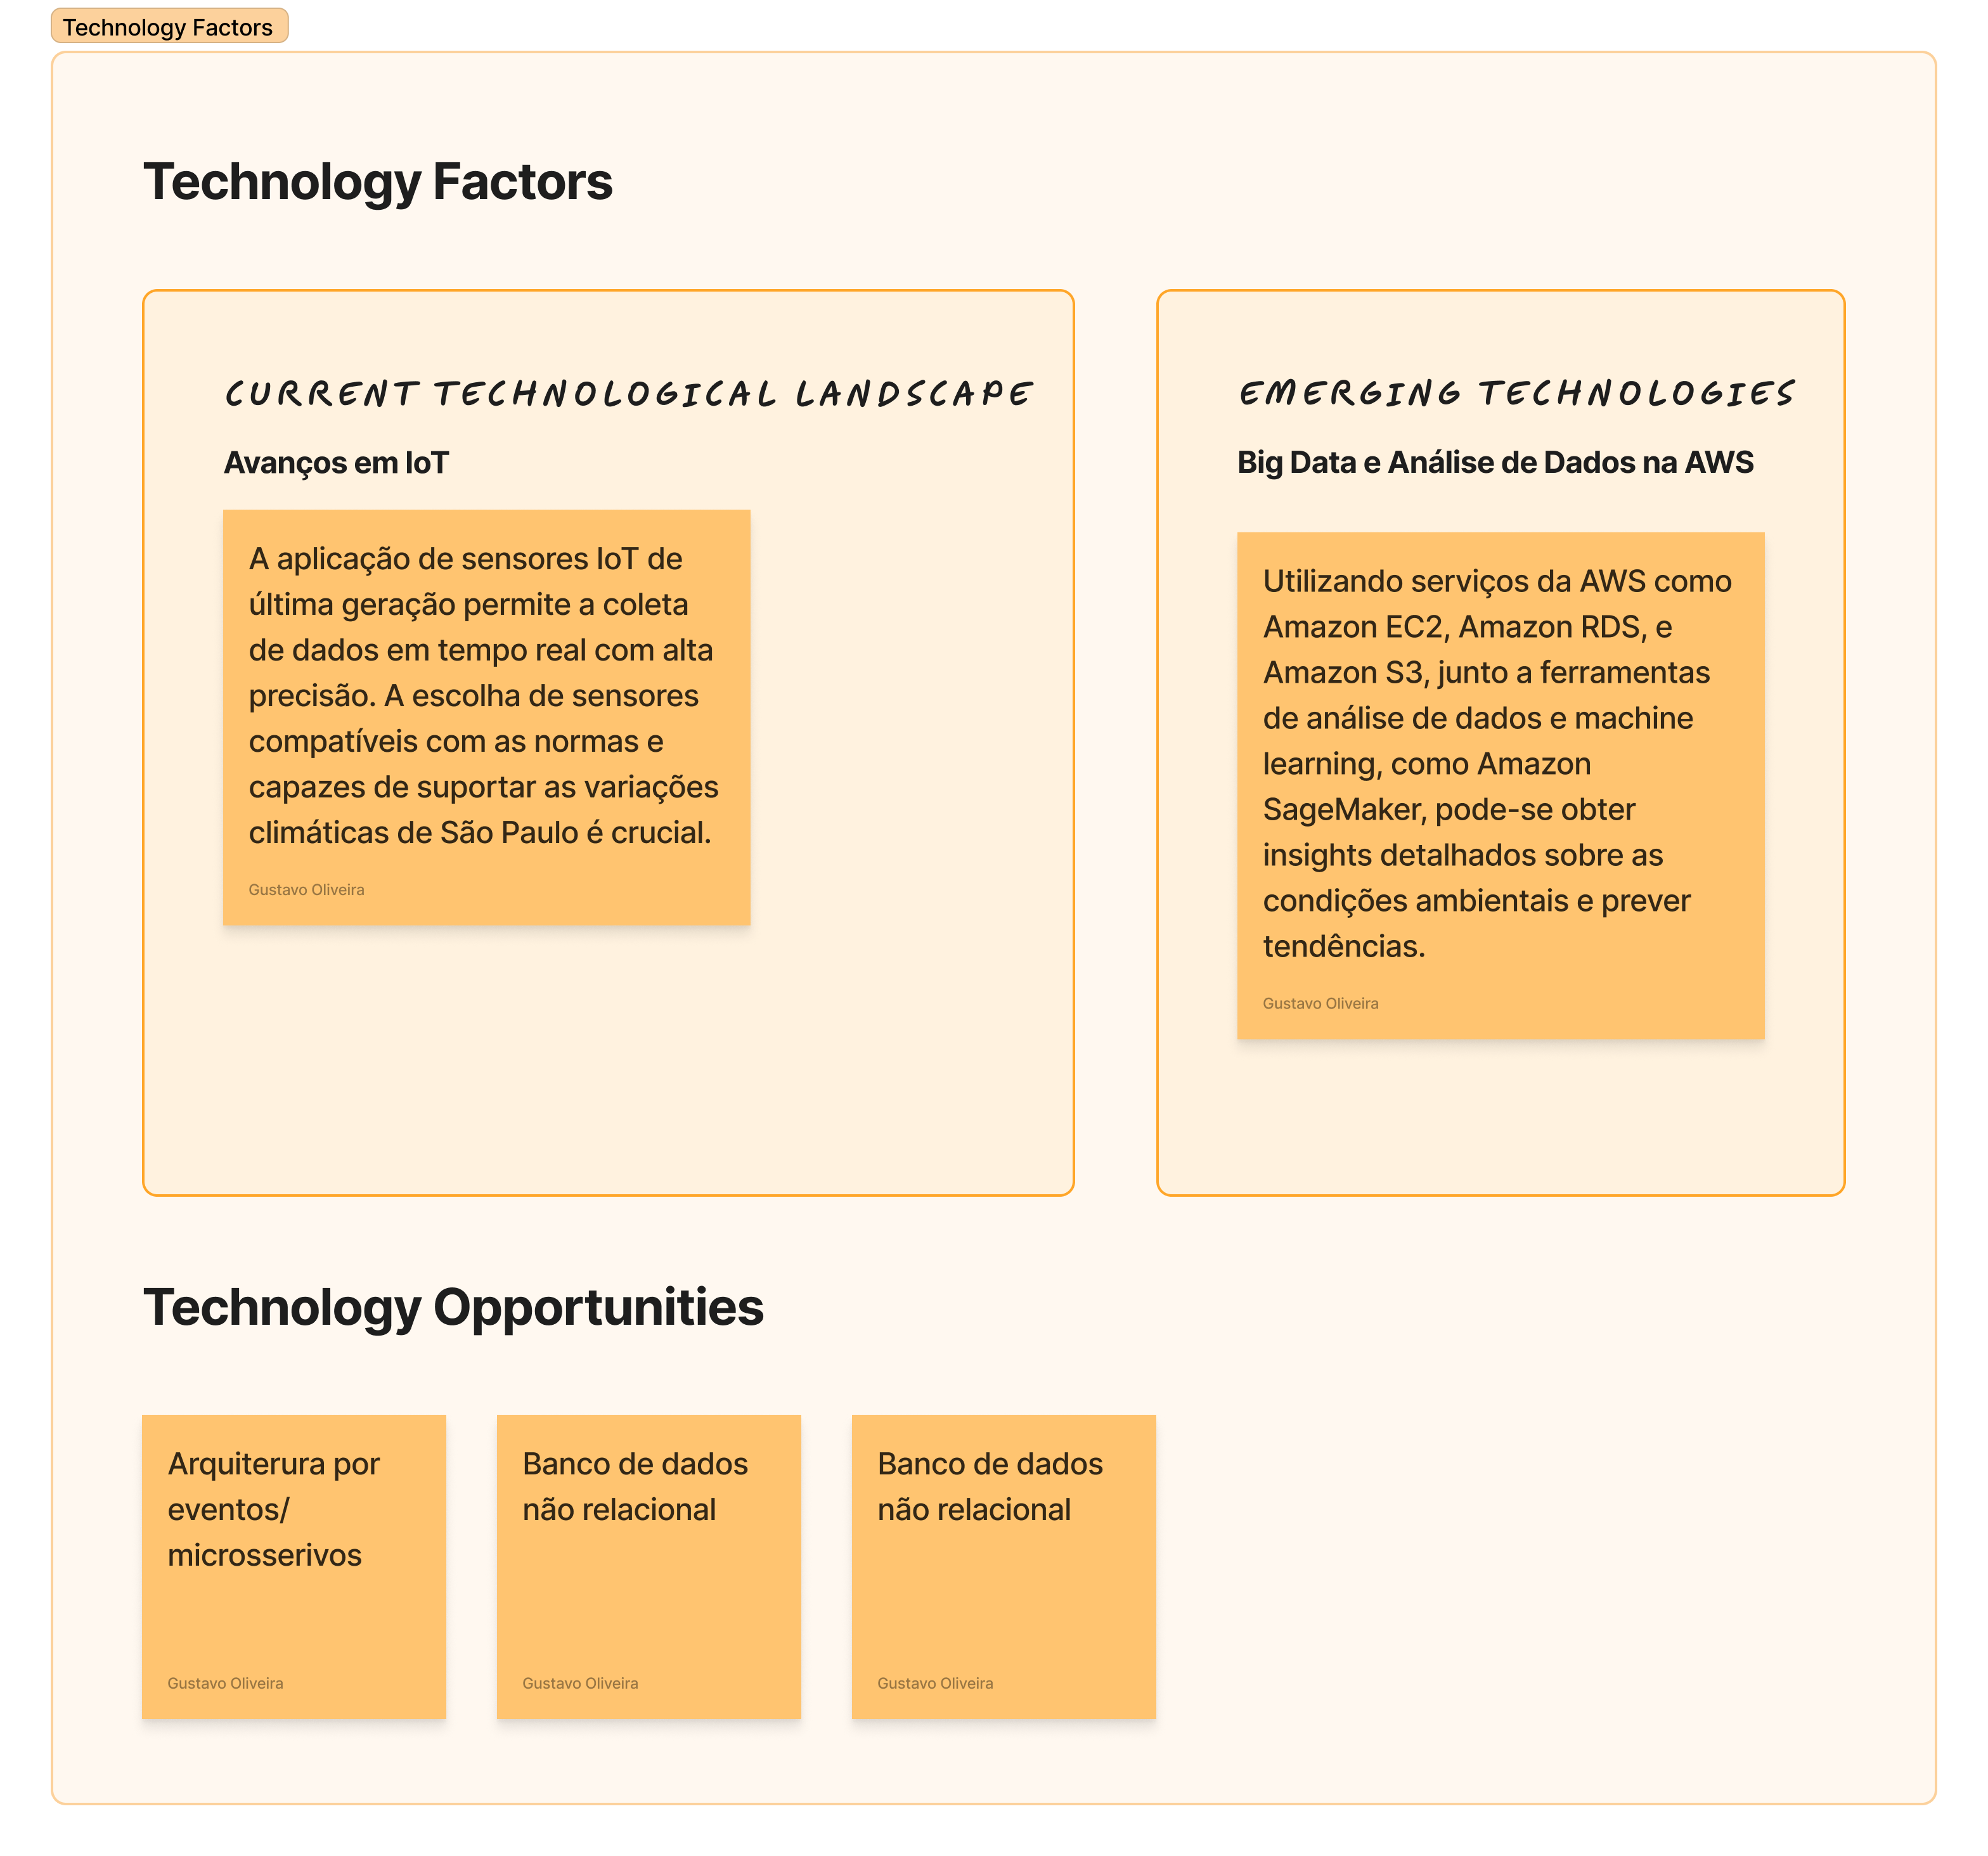 Technology Factors
Technology Factors
CURRENT TECHNOLOGICAL LANDSCAPE
Avanços em IoT
A aplicação de sensores IoT de
última geração permite a coleta
de dados em tempo real com alta
precisão. A escolha de sensores
compatíveis com as normas e
capazes de suportar as variações
climáticas de São Paulo é crucial.
Gustavo Oliveira
EMERGING TECHNOLOGIES
Big Data e Análise de Dados na AWS
Utilizando serviços da AWS como
Amazon EC2, Amazon RDS, e
Amazon S3, junto a ferramentas
de análise de dados e machine
learning, como Amazon
SageMaker, pode-se obter
insights detalhados sobre as
condições ambientais e prever
tendências.
Gustavo Oliveira
Technology Opportunities
Arquiterura por
eventos/
microsserivos
Gustavo Oliveira
Banco de dados
não relacional
Gustavo Oliveira
Banco de dados
não relacional
Gustavo Oliveira